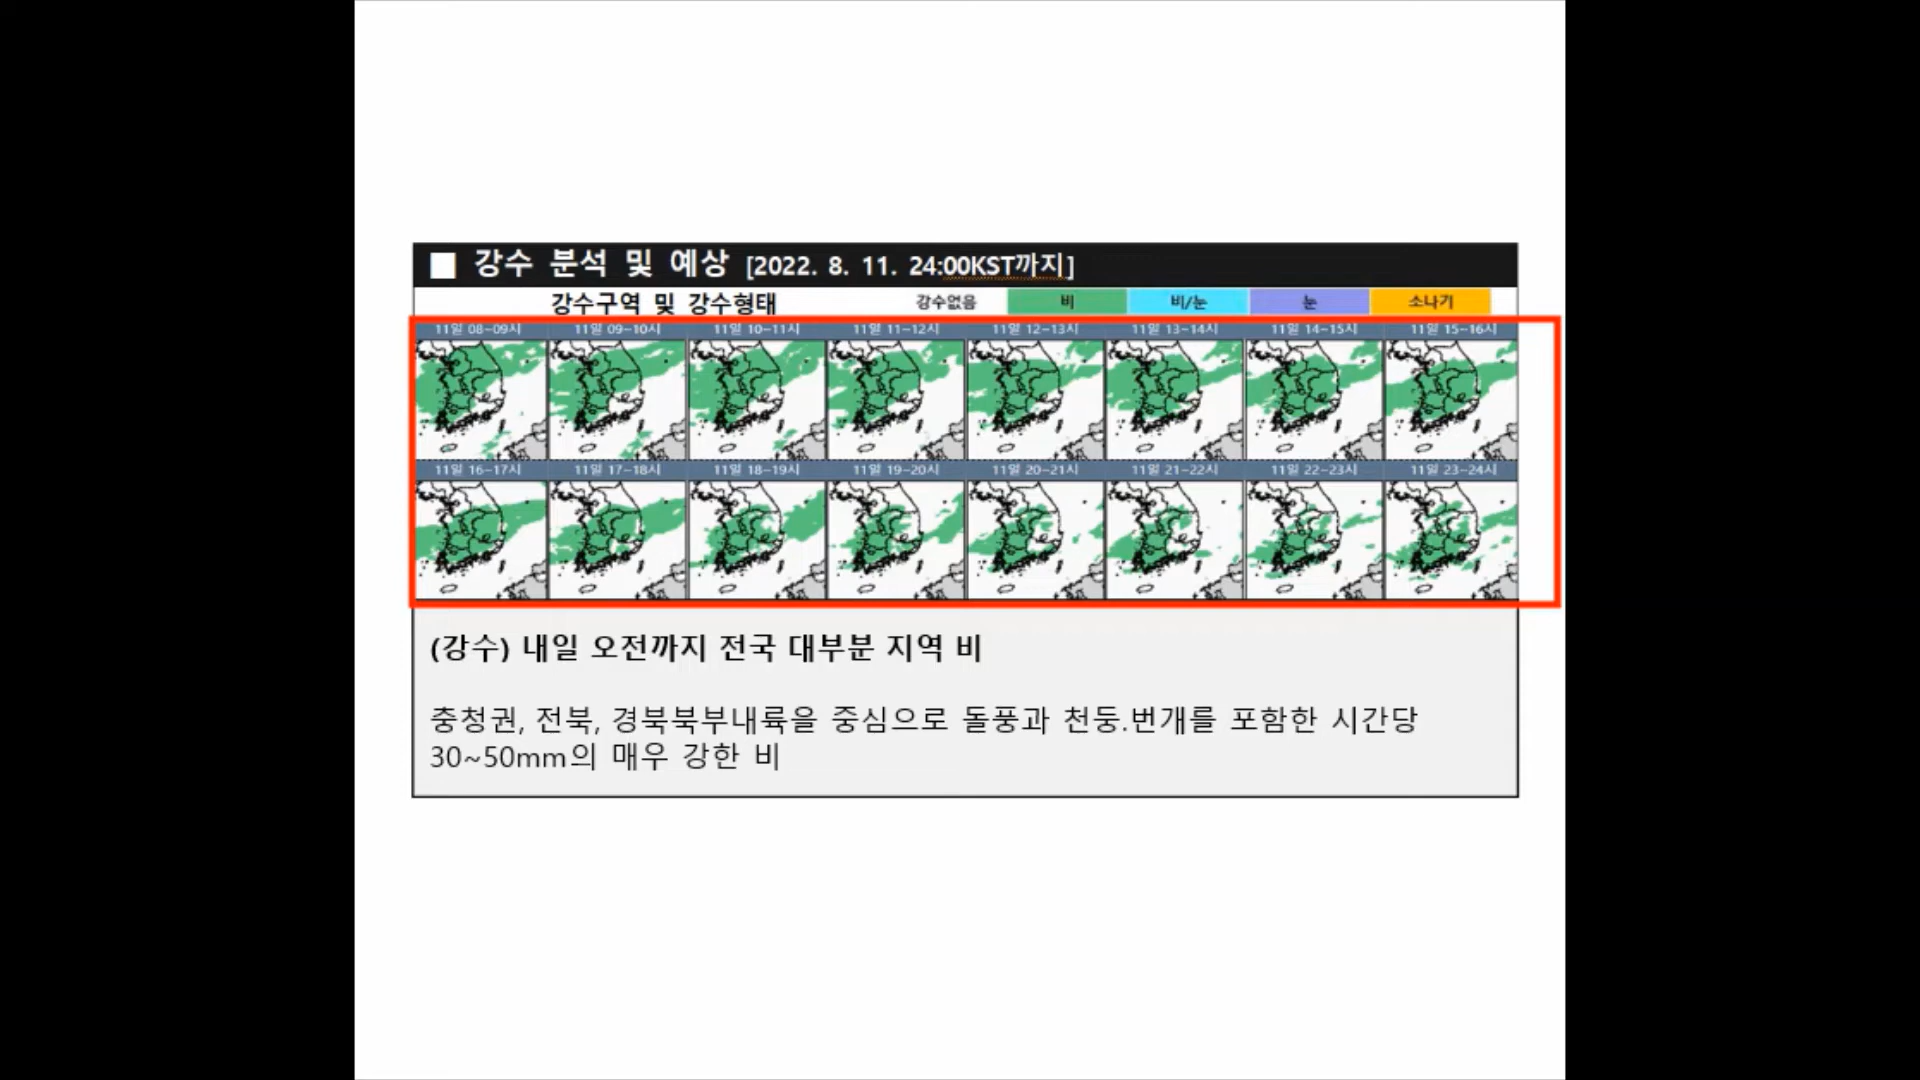 강수 분석 및 예상 [2022. 8. 11. 24:00KST까지]
강수구역 및 강수형태 강수없음 비 비/눈 눈 소나기
11일 08~09시 11일 09~10시 11일 10~11시 11일 11~12시 11일 12~13시 11일 13~14시 11일 14~15시 11일 15~16시
11일 16~17시 11일 17~18시 11일 18~19시 11일 19~20시 11일 20~21시 11일 21~22시 11일 22~23시 11일 23~24시
(강수) 내일 오전까지 전국 대부분 지역 비
충청권, 전북, 경북북부내륙을 중심으로 돌풍과 천둥.번개를 포함한 시간당
30~50mm의 매우 강한 비